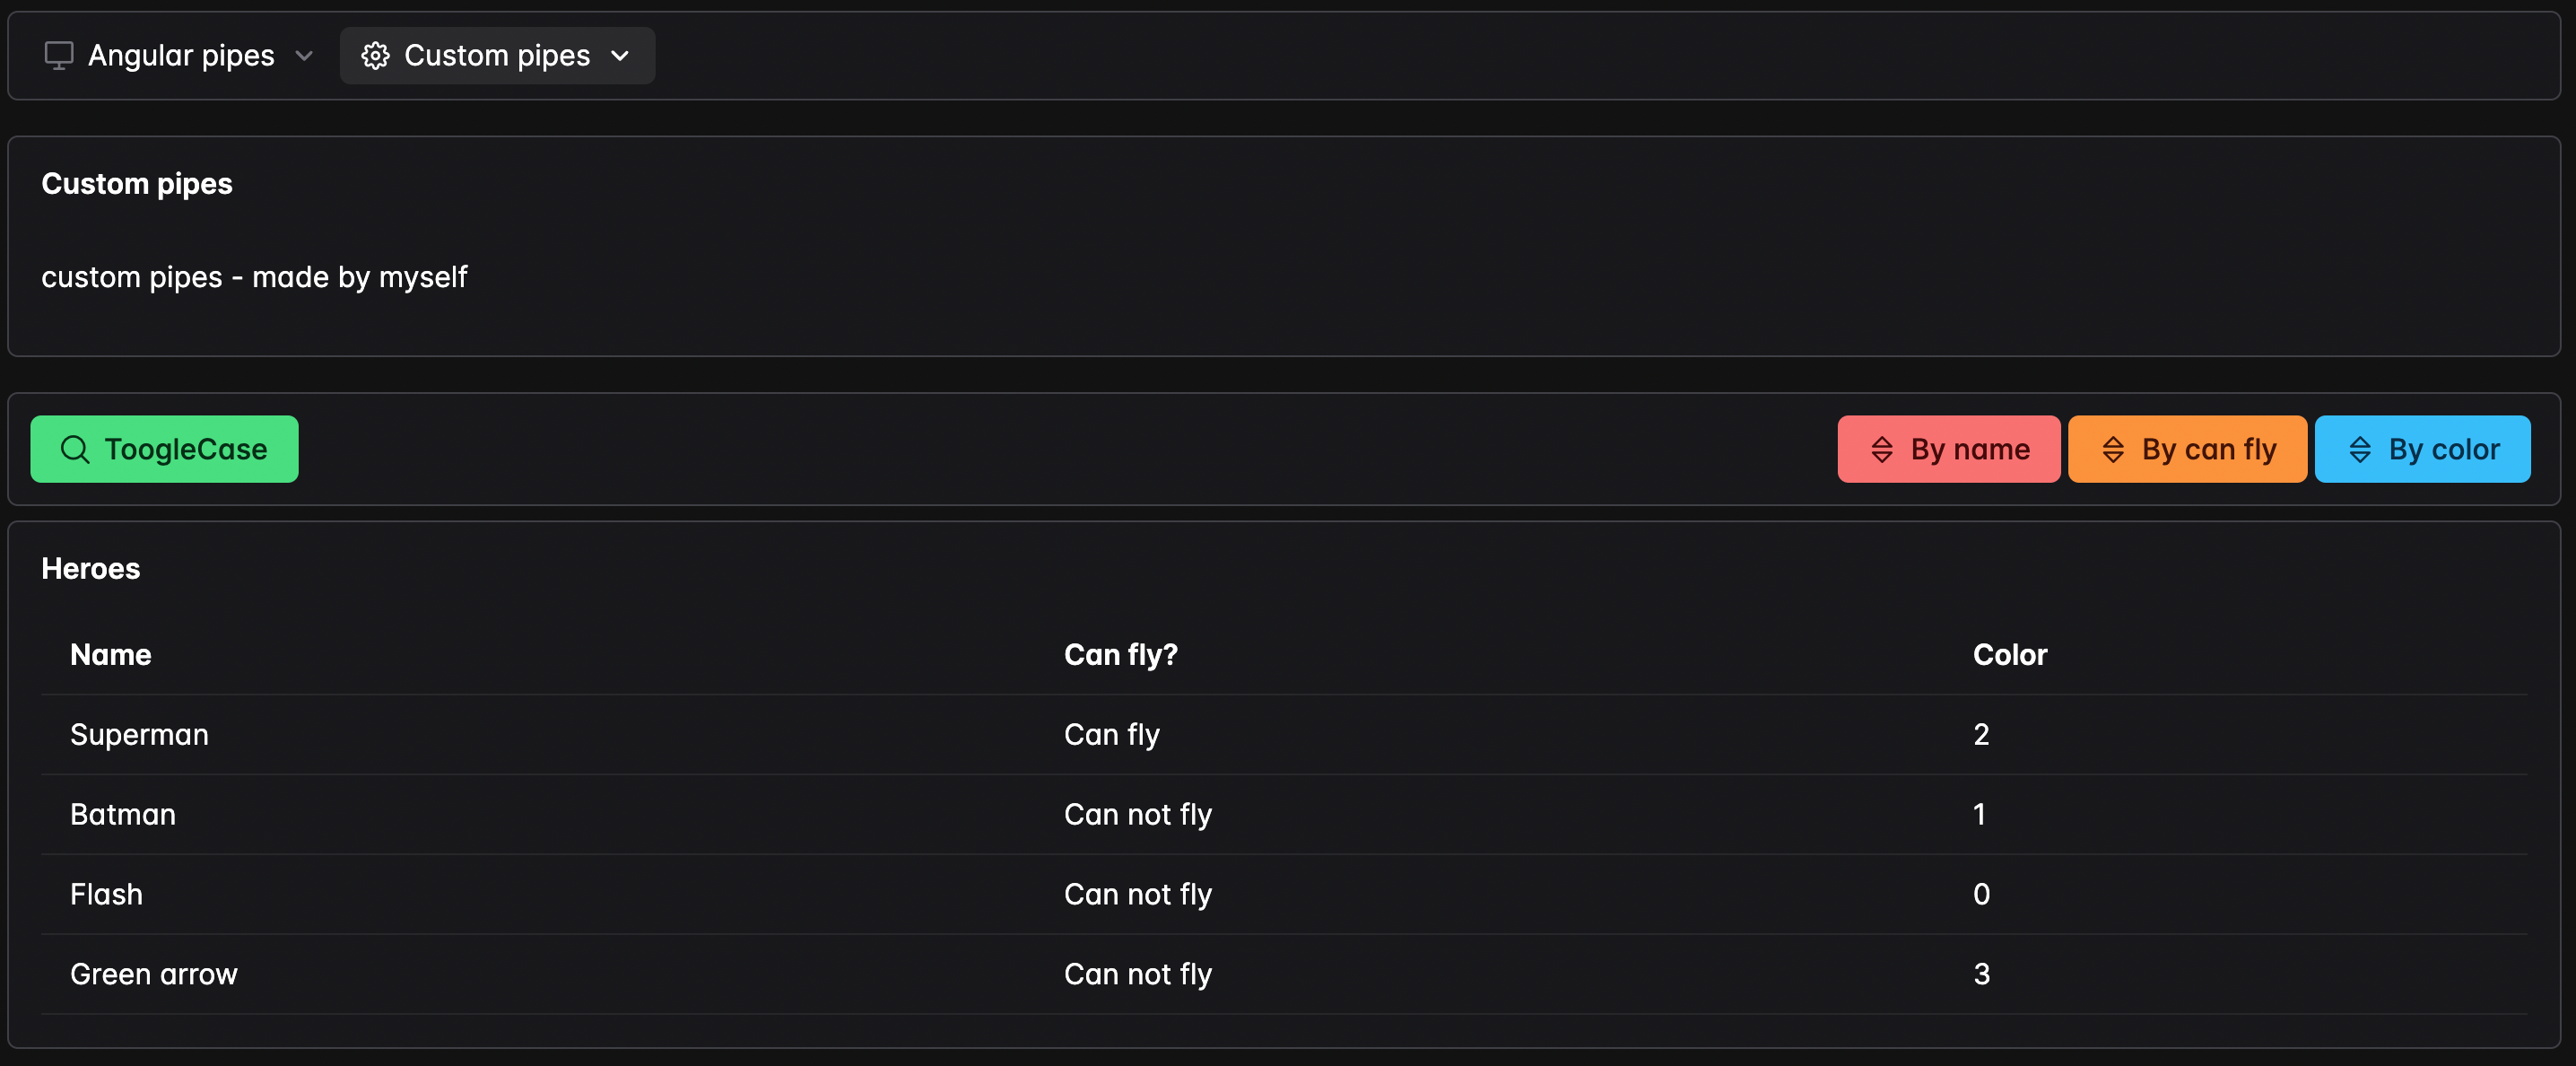 Angular pipes Custom pipes
Custom pipes
custom pipes - made by myself
ToogleCase By name By can fly By color
Heroes
Name Can fly? Color
Superman Can fly 2
Batman Can not fly 1
Flash Can not fly 0
Green arrow Can not fly 3